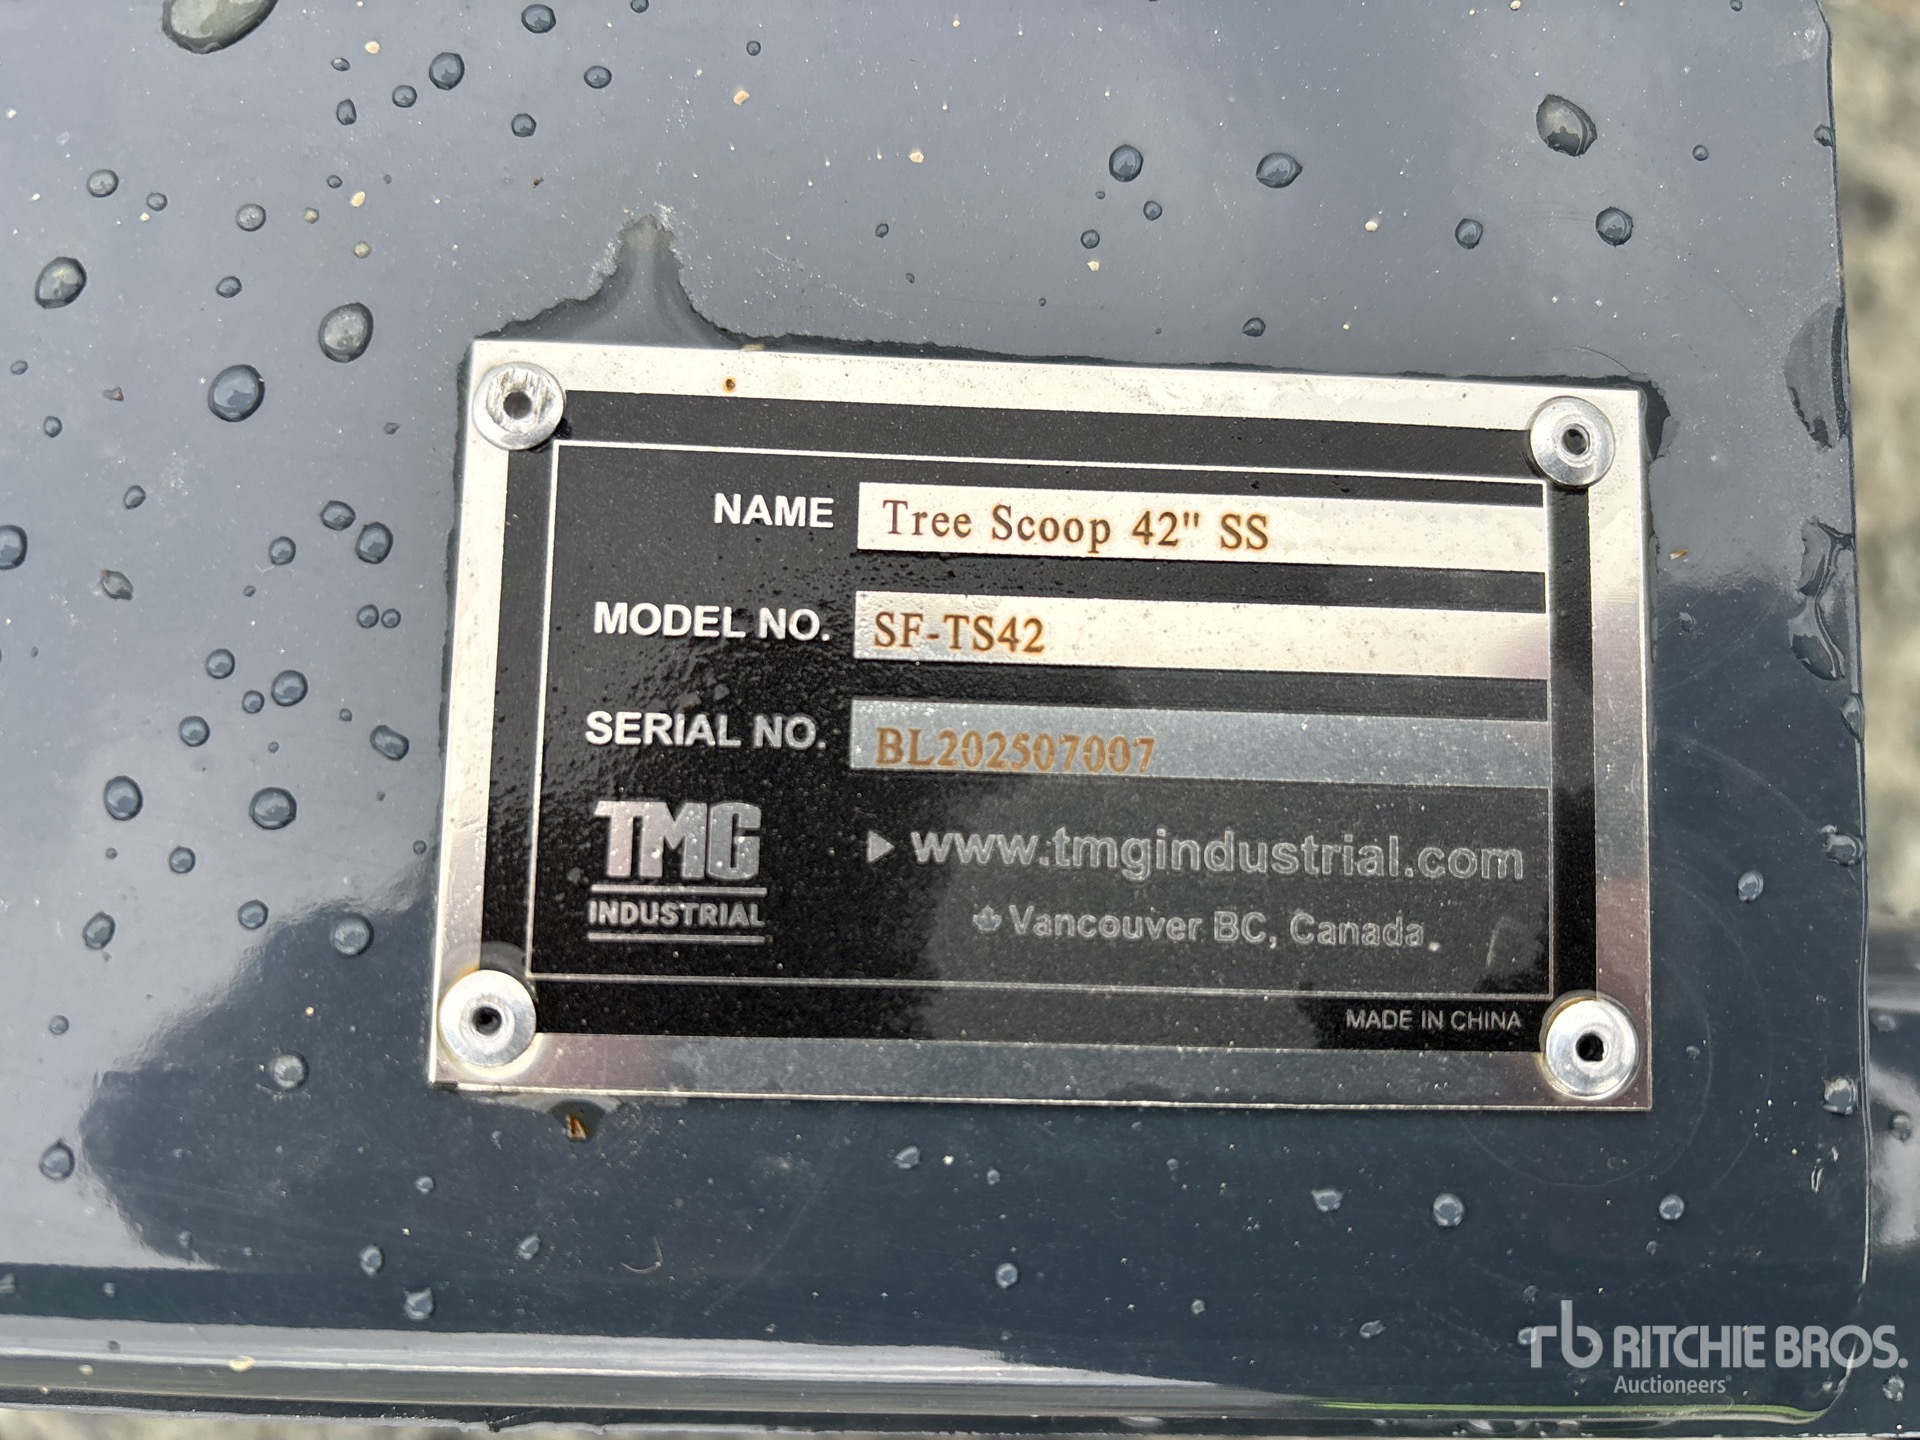 NAME Tree Scoop 42" SS
MODEL NO. SF-TS42
SERIAL NO. BL202507007
TMG
INDUSTRIAL
www.tmgindustrial.com
Vancouver BC, Canada.
MADE IN CHINA
rb RITCHIE BROS.
Auctioneers